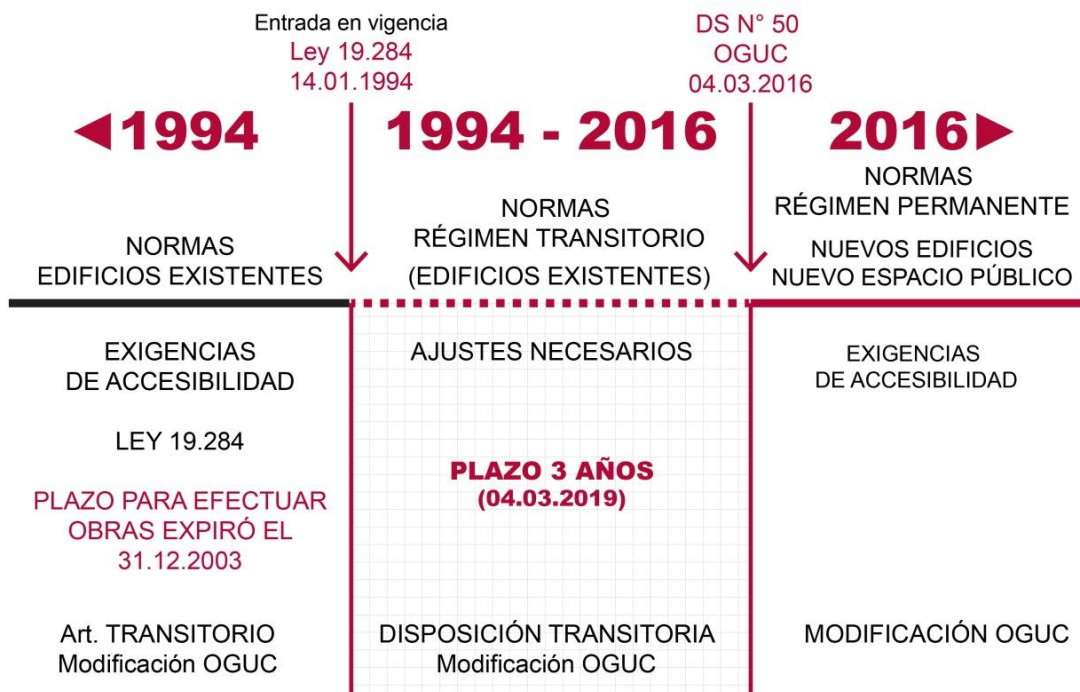 Entrada en vigencia
Ley 19.284
14.01.1994
DS N° 50
OGUC
04.03.2016
◀1994
1994 - 2016
2016▶
NORMAS
EDIFICIOS EXISTENTES
NORMAS
RÉGIMEN TRANSITORIO
(EDIFICIOS EXISTENTES)
NORMAS
RÉGIMEN PERMANENTE
NUEVOS EDIFICIOS
NUEVO ESPACIO PÚBLICO
EXIGENCIAS
DE ACCESIBILIDAD
LEY 19.284
PLAZO PARA EFECTUAR
OBRAS EXPIRÓ EL
31.12.2003
Art. TRANSITORIO
Modificación OGUC
AJUSTES NECESARIOS
PLAZO 3 AÑOS
(04.03.2019)
DISPOSICIÓN TRANSITORIA
Modificación OGUC
EXIGENCIAS
DE ACCESIBILIDAD
MODIFICACIÓN OGUC